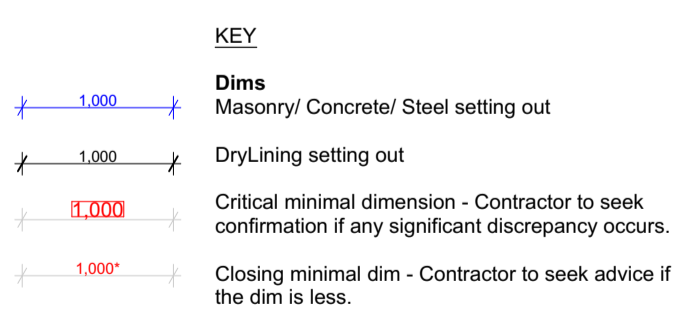 KEY
Dims
1,000
Masonry/ Concrete/ Steel setting out
1,000
DryLining setting out
1,000
Critical minimal dimension - Contractor to seek
confirmation if any significant discrepancy occurs.
1,000*
Closing minimal dim - Contractor to seek advice if
the dim is less.